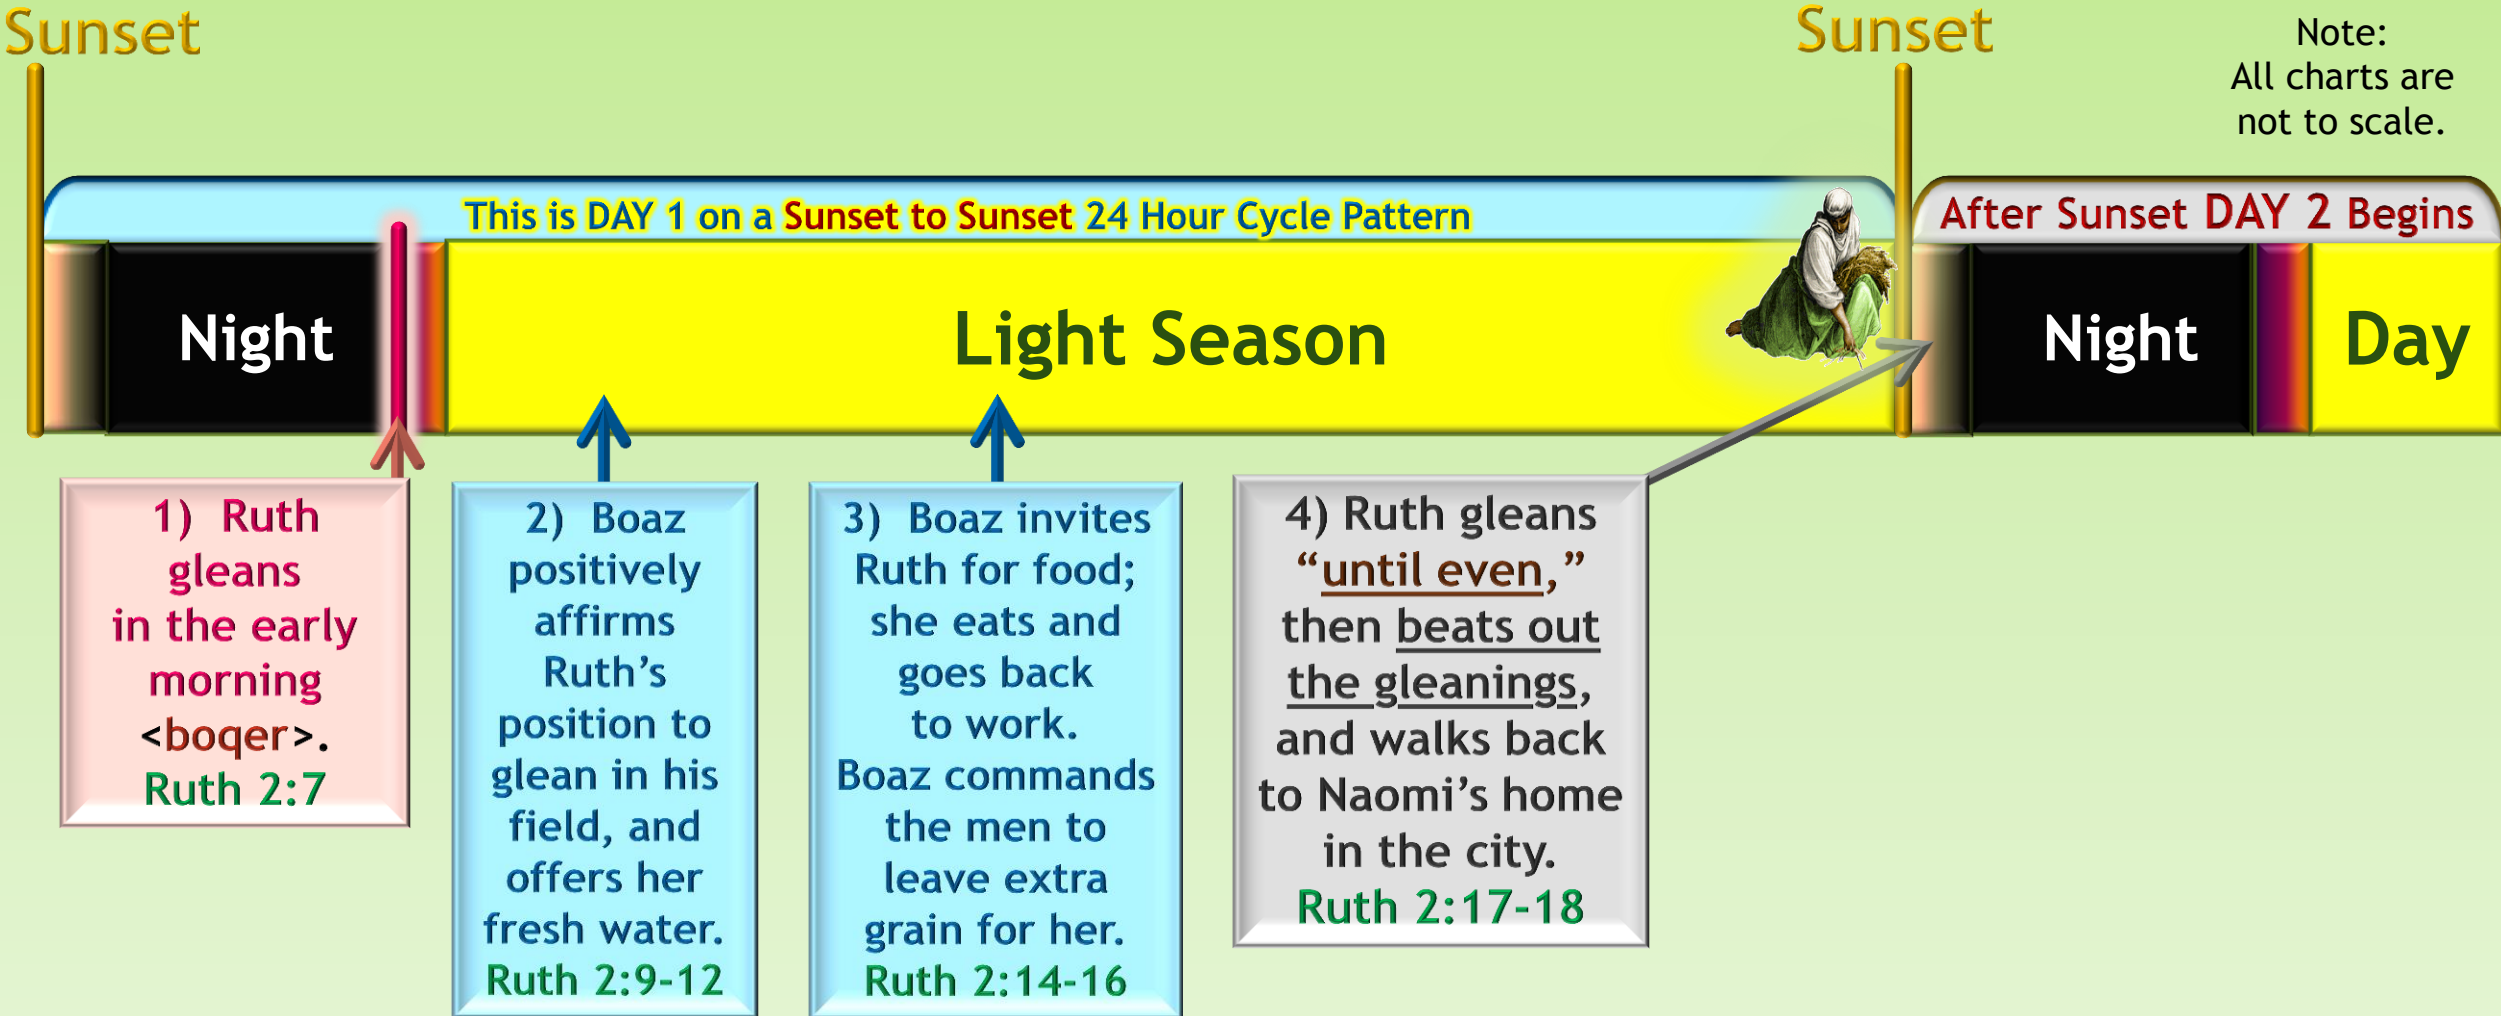 Sunset
Sunset
Note:
All charts are
not to scale.
This is DAY 1 on a Sunset to Sunset 24 Hour Cycle Pattern
After Sunset DAY 2 Begins
Night
Light Season
Night
Day
1) Ruth
gleans
in the early
morning
<boqer>.
Ruth 2:7
2) Boaz
positively
affirms
Ruth’s
position to
glean in his
field, and
offers her
fresh water.
Ruth 2:9-12
3) Boaz invites
Ruth for food;
she eats and
goes back
to work.
Boaz commands
the men to
leave extra
grain for her.
Ruth 2:14-16
4) Ruth gleans
“until even,”
then beats out
the gleanings,
and walks back
to Naomi’s home
in the city.
Ruth 2:17-18